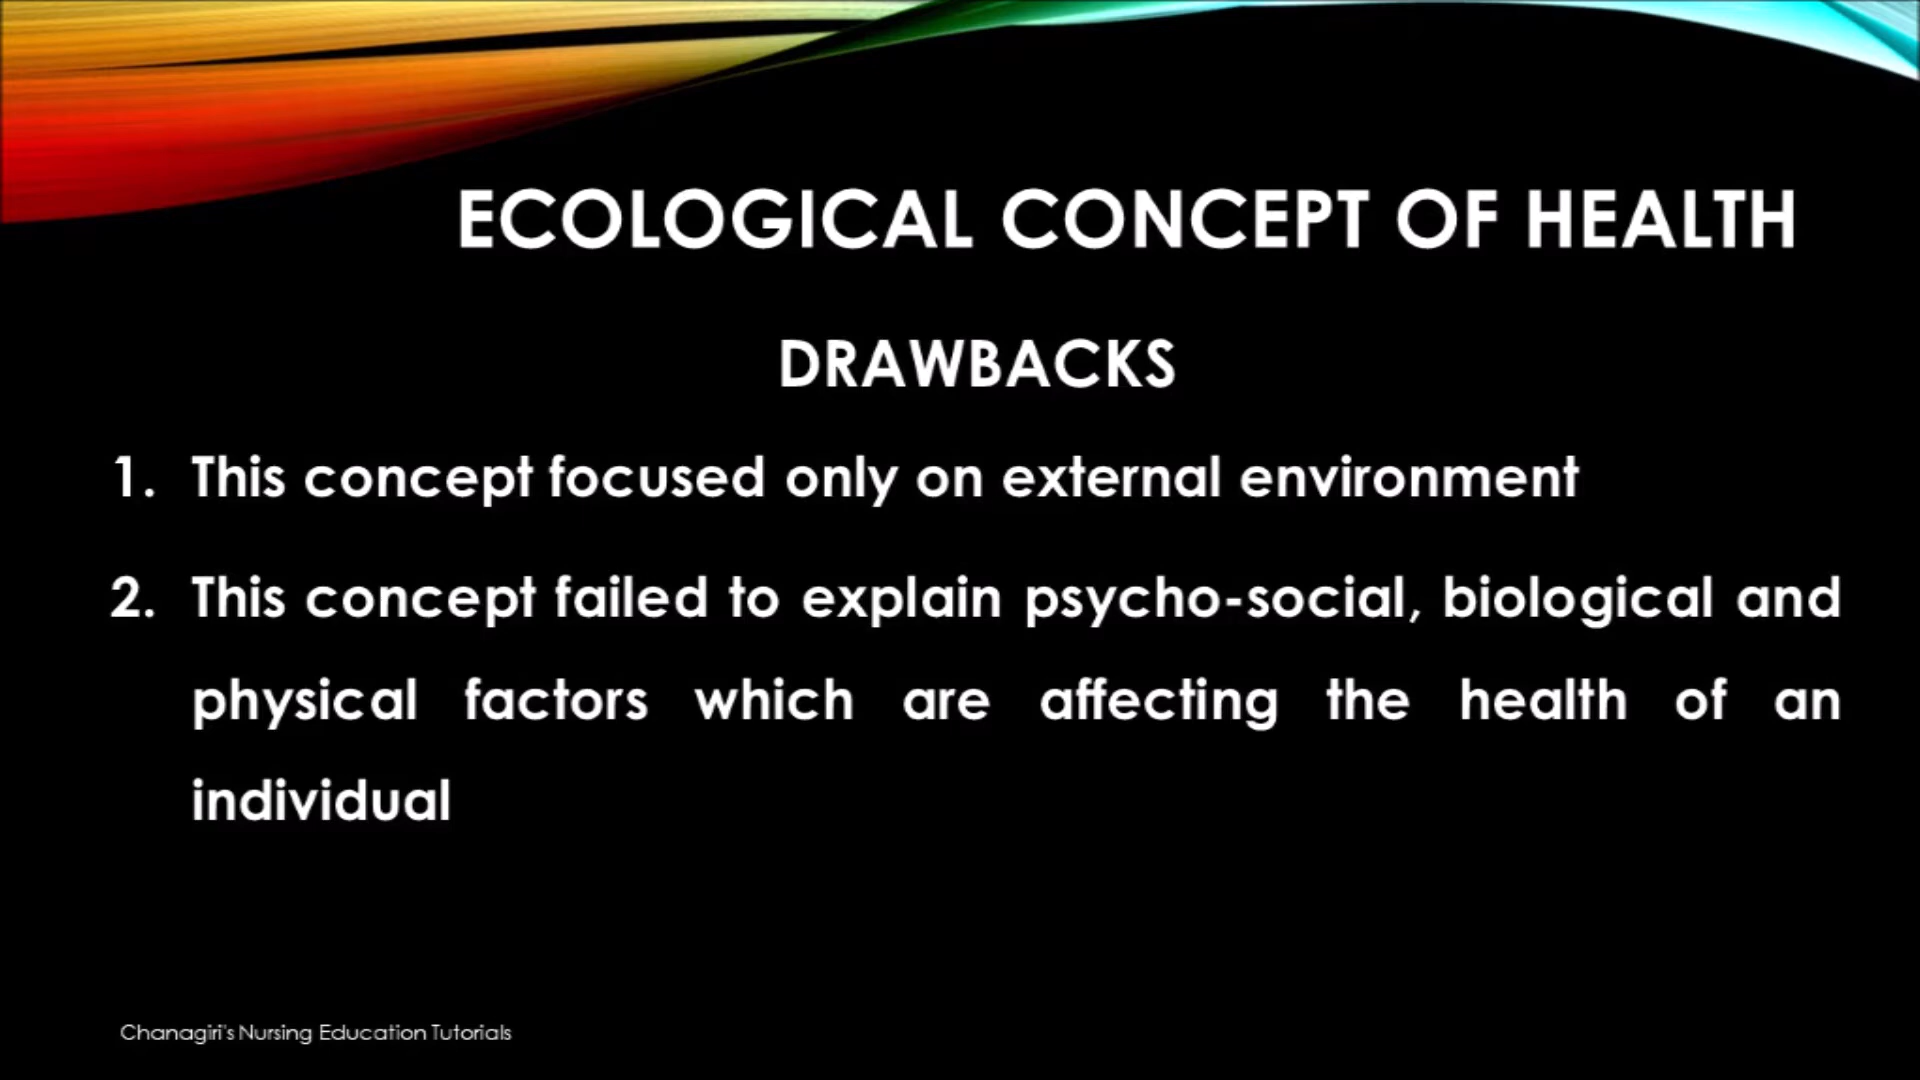 ECOLOGICAL CONCEPT OF HEALTH
DRAWBACKS
1. This concept focused only on external environment
2. This concept failed to explain psycho-social, biological and
physical factors which are affecting the health of an
individual
Chanagiri's Nursing Education Tutorials